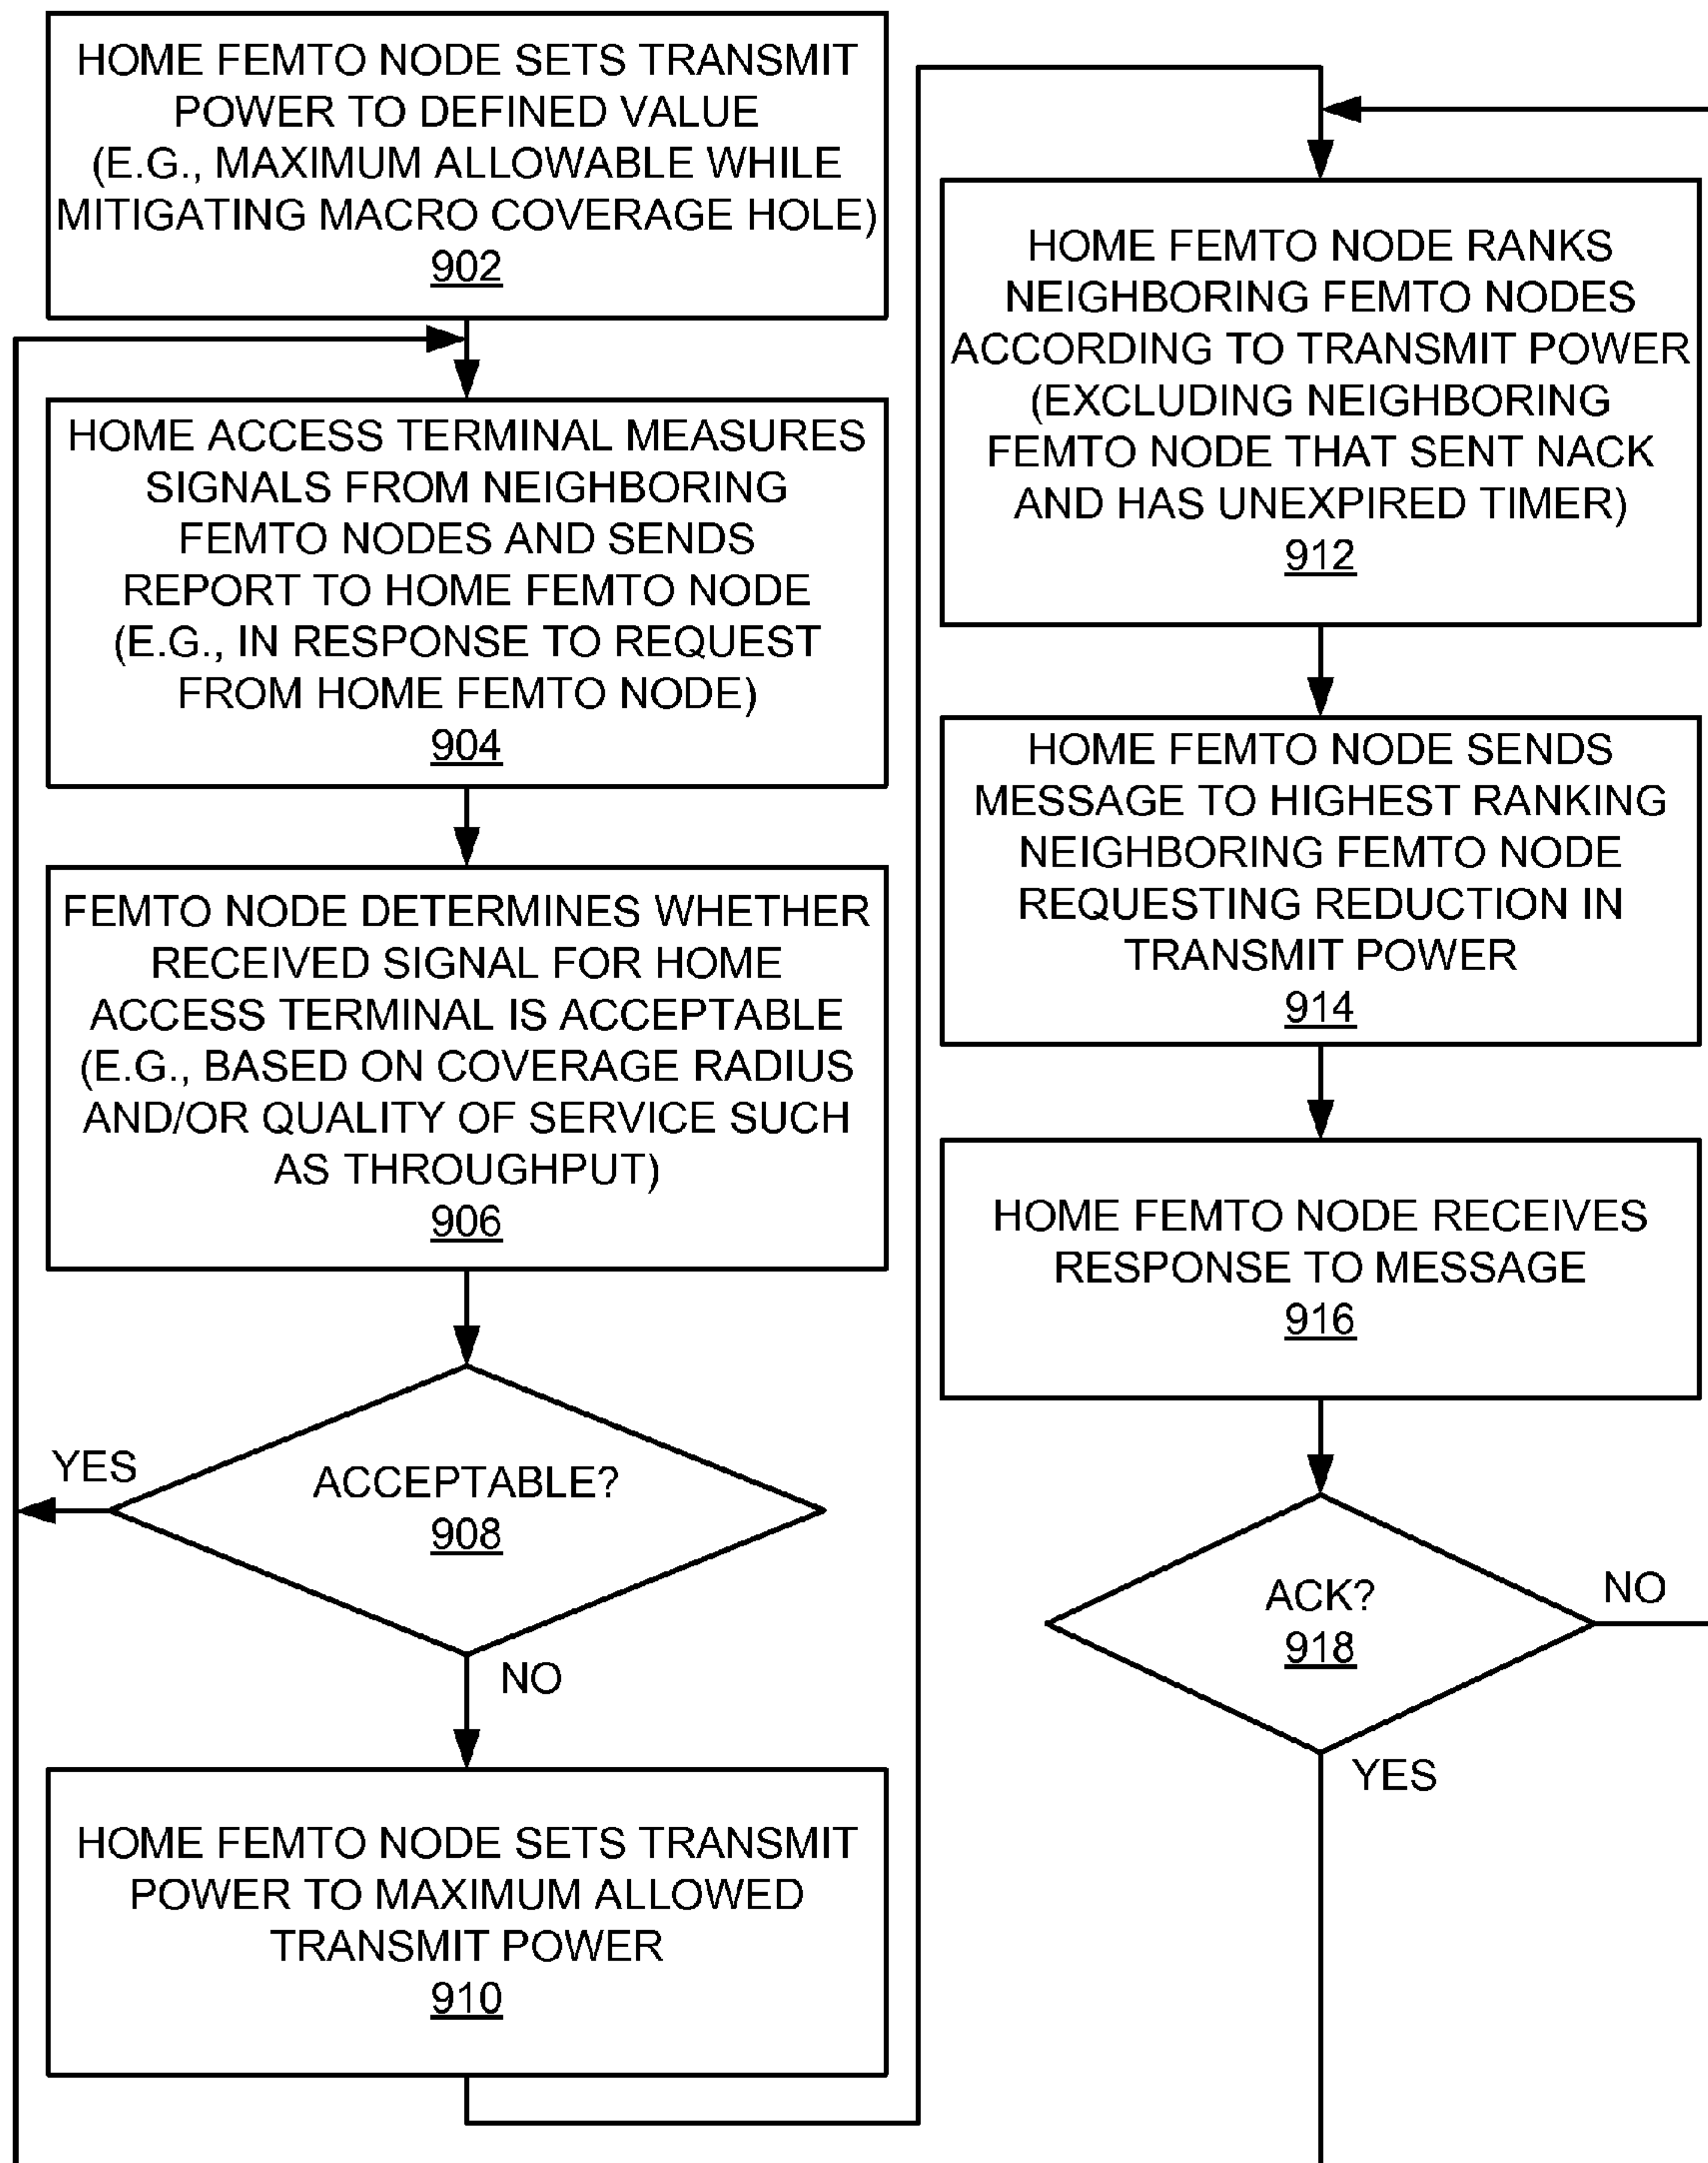 HOME FEMTO NODE SETS TRANSMIT
POWER TO DEFINED VALUE
(E.G., MAXIMUM ALLOWABLE WHILE
MITIGATING MACRO COVERAGE HOLE)
902
HOME ACCESS TERMINAL MEASURES
SIGNALS FROM NEIGHBORING
FEMTO NODES AND SENDS
REPORT TO HOME FEMTO NODE
(E.G., IN RESPONSE TO REQUEST
FROM HOME FEMTO NODE)
904
FEMTO NODE DETERMINES WHETHER
RECEIVED SIGNAL FOR HOME
ACCESS TERMINAL IS ACCEPTABLE
(E.G., BASED ON COVERAGE RADIUS
AND/OR QUALITY OF SERVICE SUCH
AS THROUGHPUT)
906
YES
ACCEPTABLE?
908
NO
HOME FEMTO NODE SETS TRANSMIT
POWER TO MAXIMUM ALLOWED
TRANSMIT POWER
910
HOME FEMTO NODE RANKS
NEIGHBORING FEMTO NODES
ACCORDING TO TRANSMIT POWER
(EXCLUDING NEIGHBORING
FEMTO NODE THAT SENT NACK
AND HAS UNEXPIRED TIMER)
912
HOME FEMTO NODE SENDS
MESSAGE TO HIGHEST RANKING
NEIGHBORING FEMTO NODE
REQUESTING REDUCTION IN
TRANSMIT POWER
914
HOME FEMTO NODE RECEIVES
RESPONSE TO MESSAGE
916
ACK?
918
NO
YES